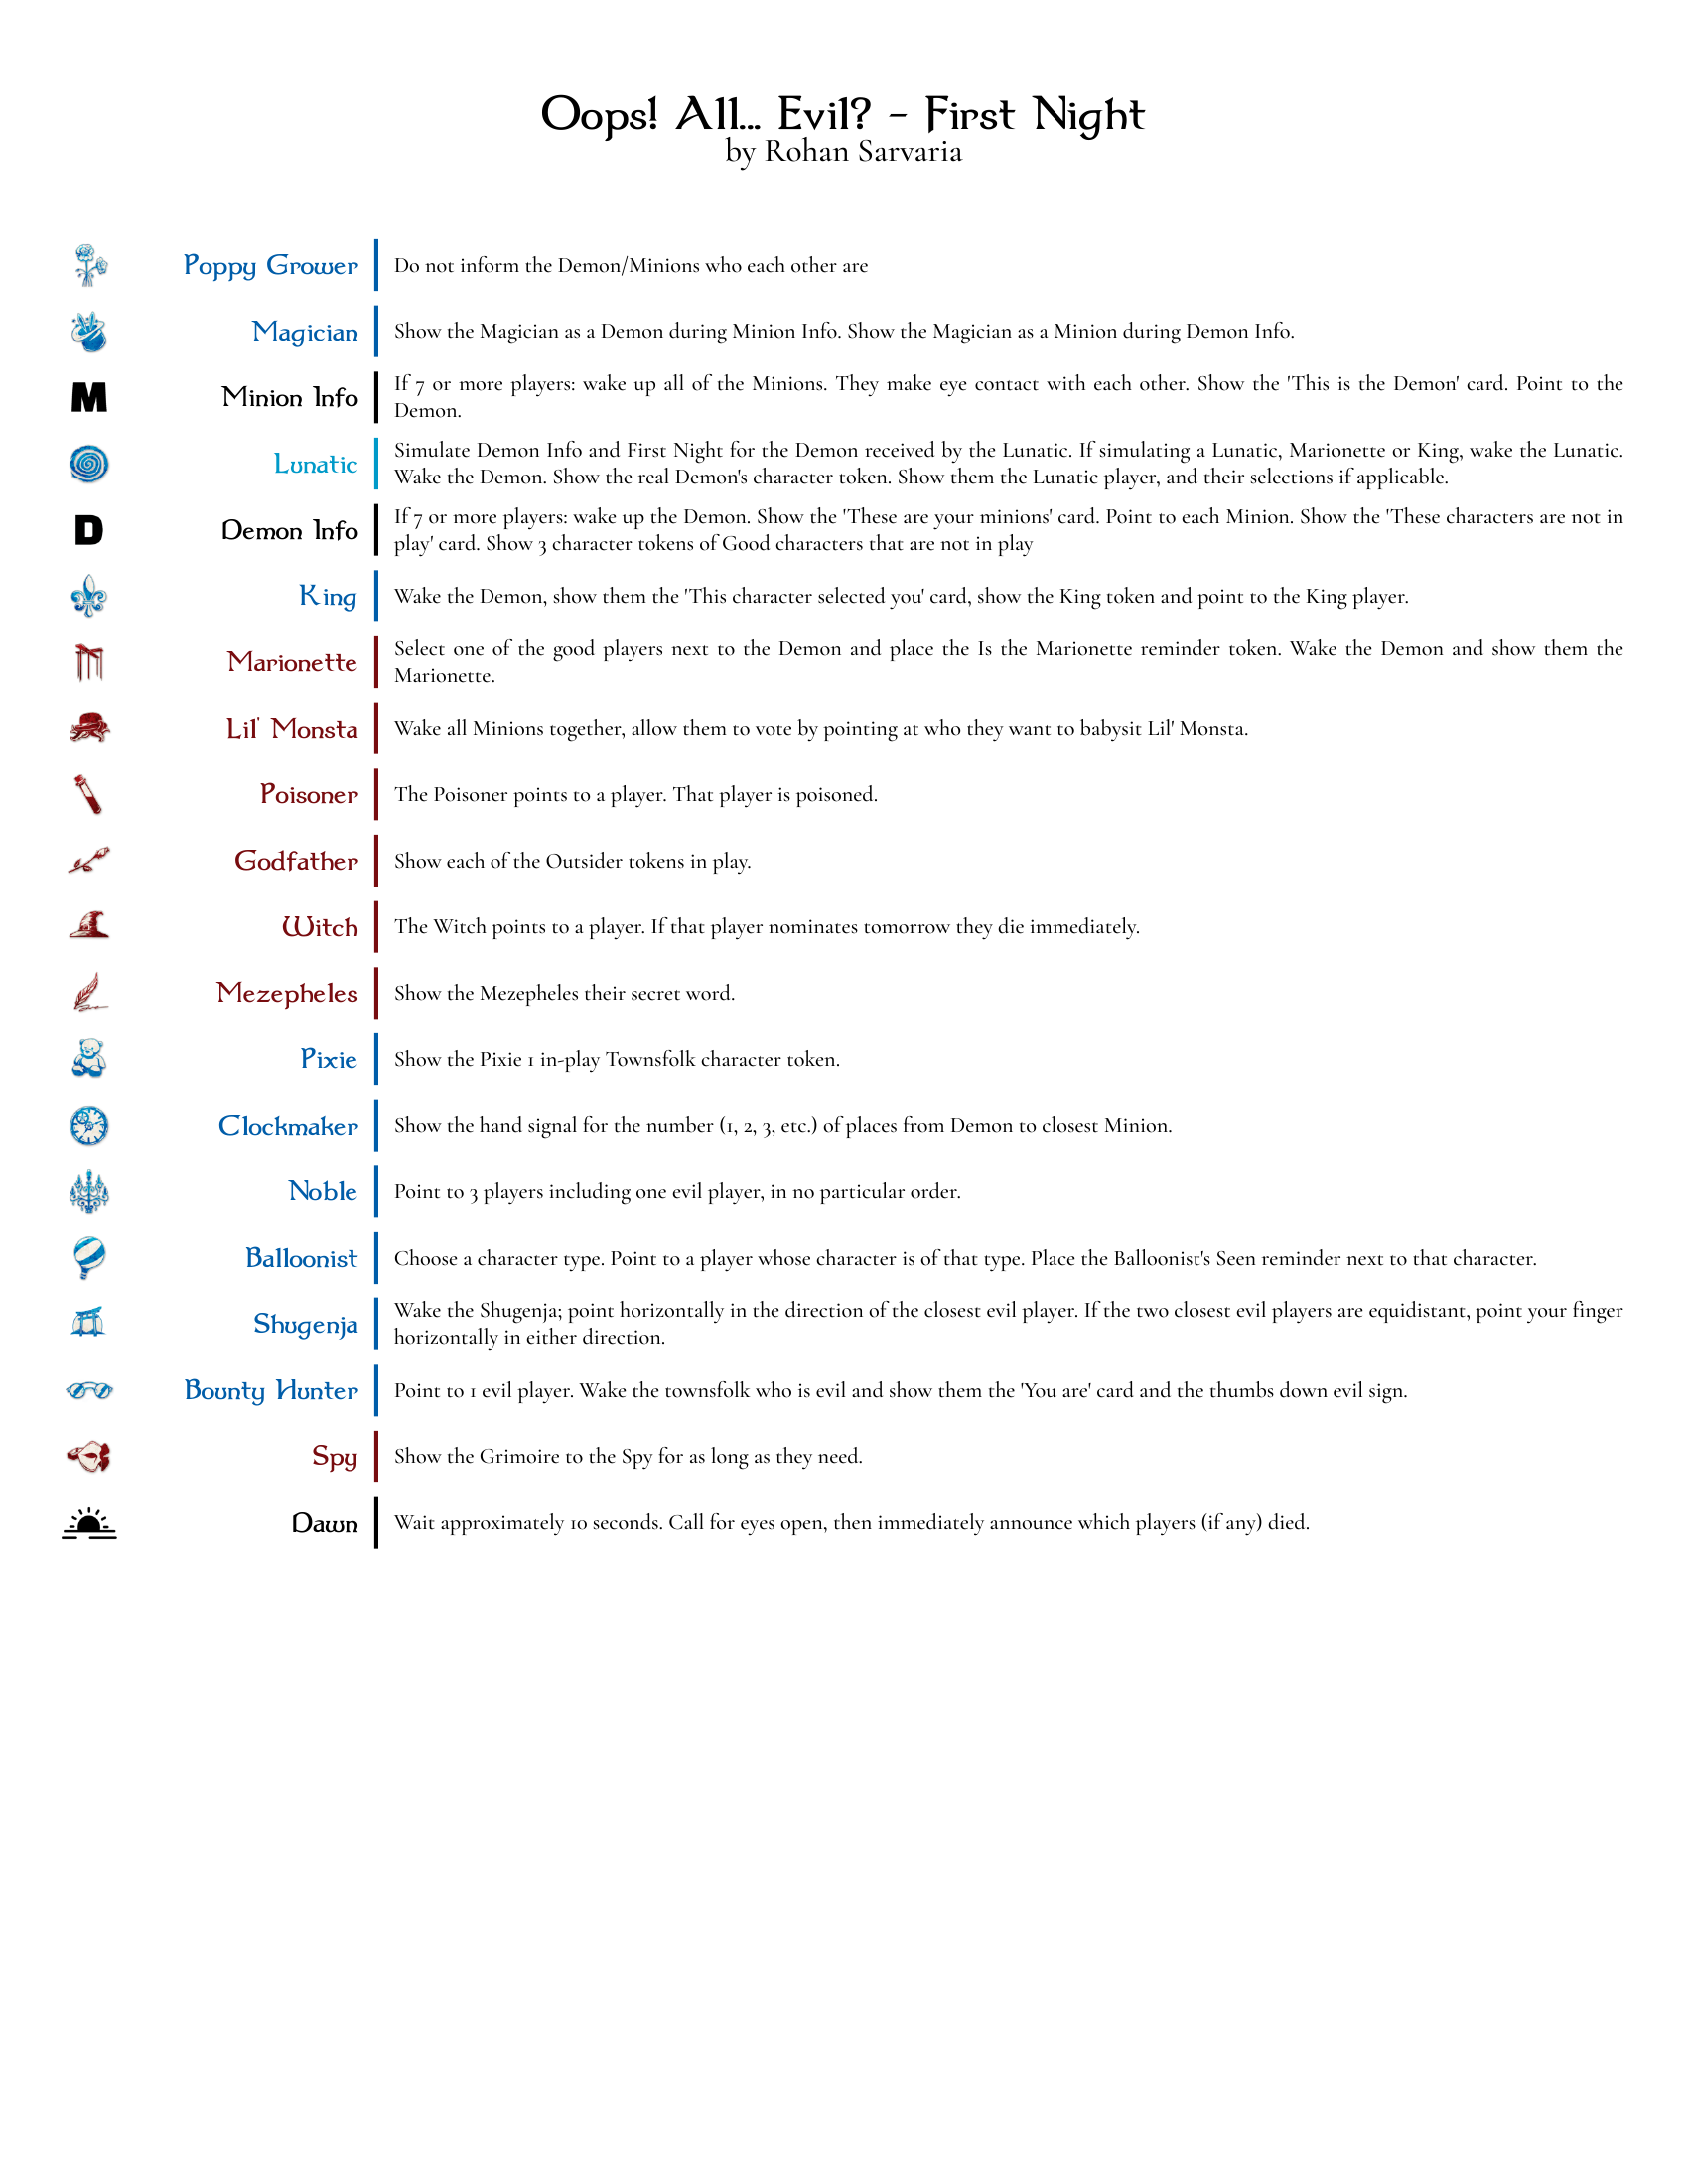 Oops! All... Evil? - First Night
by Rohan Sarvaria
Poppy Grower
Do not inform the Demon/Minions who each other are
Magician
Show the Magician as a Demon during Minion Info. Show the Magician as a Minion during Demon Info.
M
Minion Info
If 7 or more players: wake up all of the Minions. They make eye contact with each other. Show the 'This is the Demon' card. Point to the
Demon.
Lunatic
Simulate Demon Info and First Night for the Demon received by the Lunatic. If simulating a Lunatic, Marionette or King, wake the Lunatic.
Wake the Demon. Show the real Demon's character token. Show them the Lunatic player, and their selections if applicable.
D
Demon Info
If 7 or more players: wake up the Demon. Show the 'These are your minions' card. Point to each Minion. Show the 'These characters are not in
play' card. Show 3 character tokens of Good characters that are not in play
King
Wake the Demon, show them the 'This character selected you' card, show the King token and point to the King player.
Marionette
Select one of the good players next to the Demon and place the Is the Marionette reminder token. Wake the Demon and show them the
Marionette.
Lil' Monsta
Wake all Minions together, allow them to vote by pointing at who they want to babysit Lil' Monsta.
Poisoner
The Poisoner points to a player. That player is poisoned.
Godfather
Show each of the Outsider tokens in play.
Witch
The Witch points to a player. If that player nominates tomorrow they die immediately.
Mezepheles
Show the Mezepheles their secret word.
Pixie
Show the Pixie 1 in-play Townsfolk character token.
Clockmaker
Show the hand signal for the number (1, 2, 3, etc.) of places from Demon to closest Minion.
Noble
Point to 3 players including one evil player, in no particular order.
Balloonist
Choose a character type. Point to a player whose character is of that type. Place the Balloonist's Seen reminder next to that character.
Shugenja
Wake the Shugenja; point horizontally in the direction of the closest evil player. If the two closest evil players are equidistant, point your finger
horizontally in either direction.
Bounty Hunter
Point to 1 evil player. Wake the townsfolk who is evil and show them the 'You are' card and the thumbs down evil sign.
Spy
Show the Grimoire to the Spy for as long as they need.
Dawn
Wait approximately 10 seconds. Call for eyes open, then immediately announce which players (if any) died.